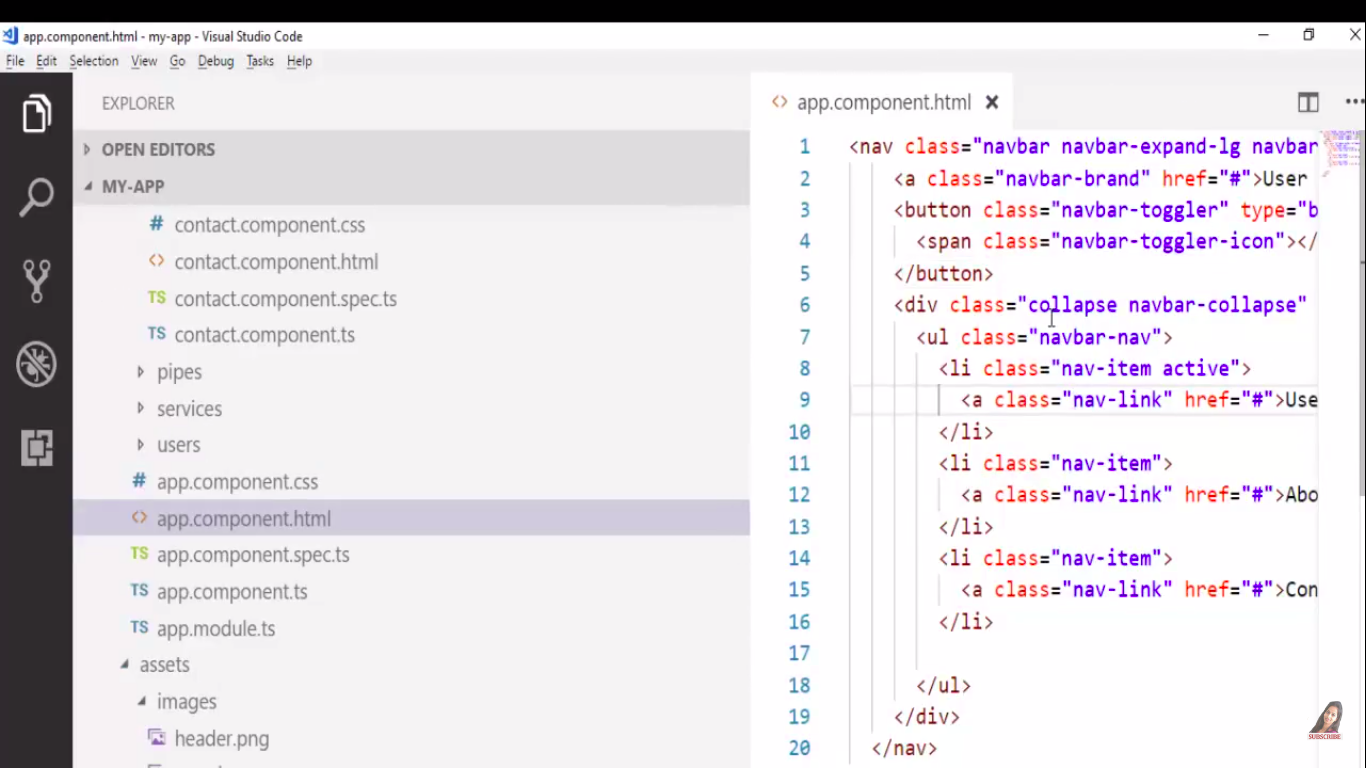 app.component.html - my-app - Visual Studio Code
File Edit Selection View Go Debug Tasks Help
EXPLORER
OPEN EDITORS
MY-APP
# contact.component.css
<> contact.component.html
TS contact.component.spec.ts
TS contact.component.ts
pipes
services
users
# app.component.css
<> app.component.html
TS app.component.spec.ts
TS app.component.ts
TS app.module.ts
assets
images
header.png
<> app.component.html
1 <nav class="navbar navbar-expand-lg navbar
2 <a class="navbar-brand" href="#">User
3 <button class="navbar-toggler" type="b
4 <span class="navbar-toggler-icon"></
5 </button>
6 <div class="collapse navbar-collapse"
7 <ul class="navbar-nav">
8 <li class="nav-item active">
9 <a class="nav-link" href="#">Use
10 </li>
11 <li class="nav-item">
12 <a class="nav-link" href="#">Abo
13 </li>
14 <li class="nav-item">
15 <a class="nav-link" href="#">Con
16 </li>
17
18 </ul>
19 </div>
20 </nav>
SUBSCRIBE